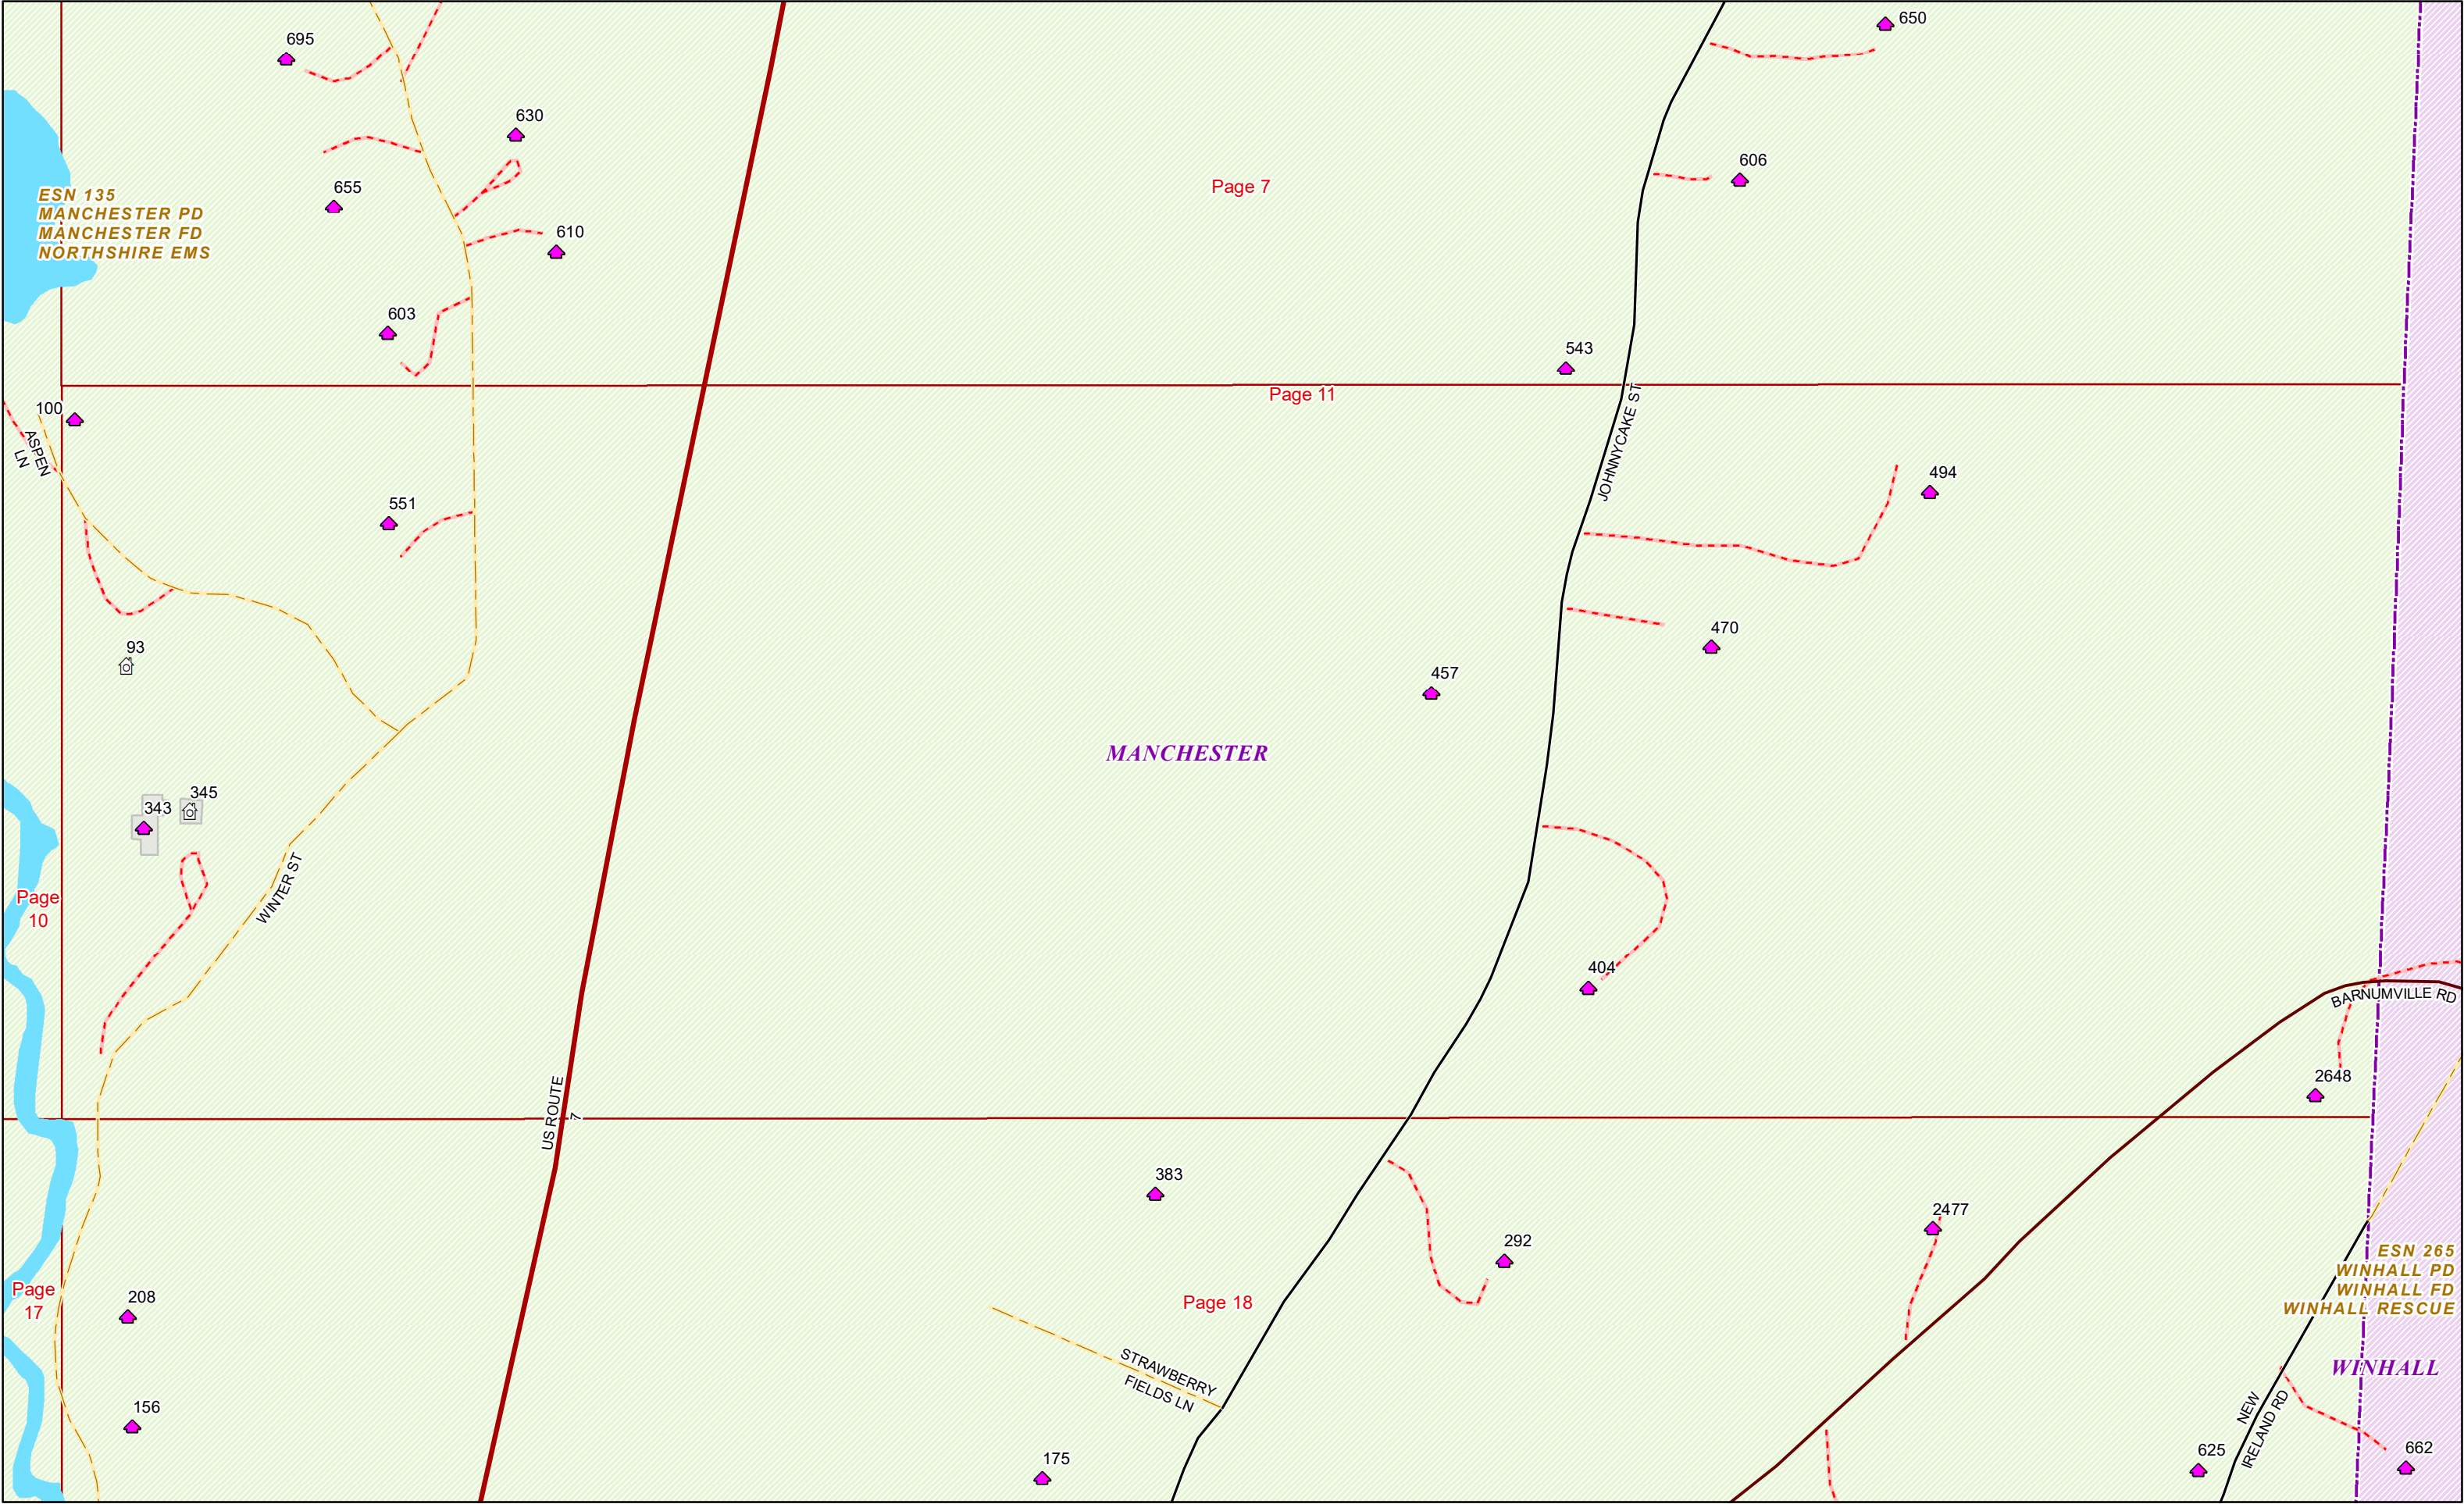 650
695
630
606
Page 7
655
ESN 135
MANCHESTER PD
MANCHESTER FD
NORTHSHIRE EMS
610
603
543
Page 11
100
JOHNNYCAKE ST
ASPEN
LN
494
551
470
93
457
MANCHESTER
345
343
WINTER ST
Page
10
404
BARNUMVILLE RD
2648
US ROUTE
7
383
2477
292
ESN 265
WINHALL PD
WINHALL FD
WINHALL RESCUE
Page
17
208
Page 18
STRAWBERRY
FIELDS LN
WINHALL
156
NEW
IRELAND RD
175
625
662